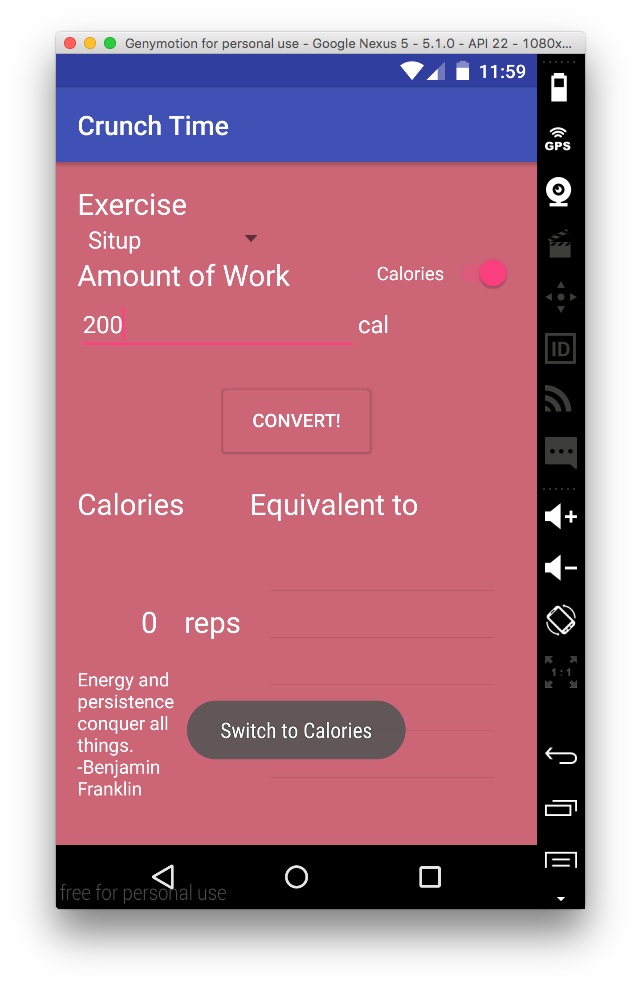 Genymotion for personal use - Google Nexus 5 - 5.1.0 - API 22 - 1080x...
11:59
Crunch Time
GPS
Exercise
Situp
Amount of Work
Calories
200
cal
ID
CONVERT!
Calories
Equivalent to
0 reps
1:1
Energy and
persistence
conquer all
things.
-Benjamin
Franklin
Switch to Calories
free for personal use